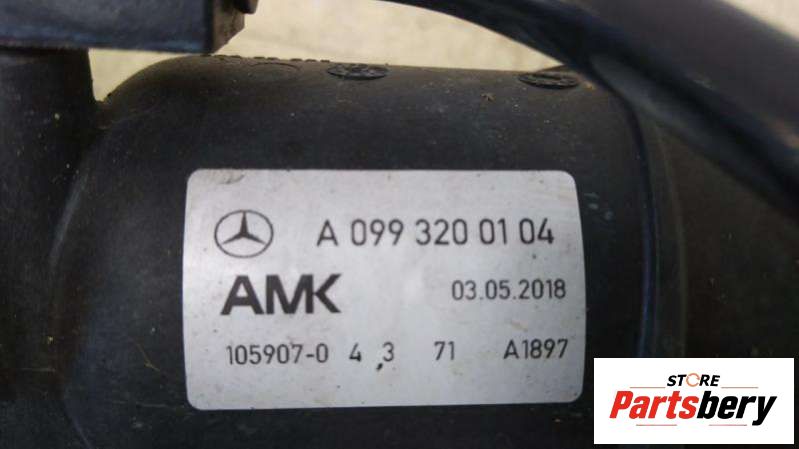 A 099 320 01 04
AMK 03.05.2018
105907-0 4,3 71 A1897
STORE
Partsbery